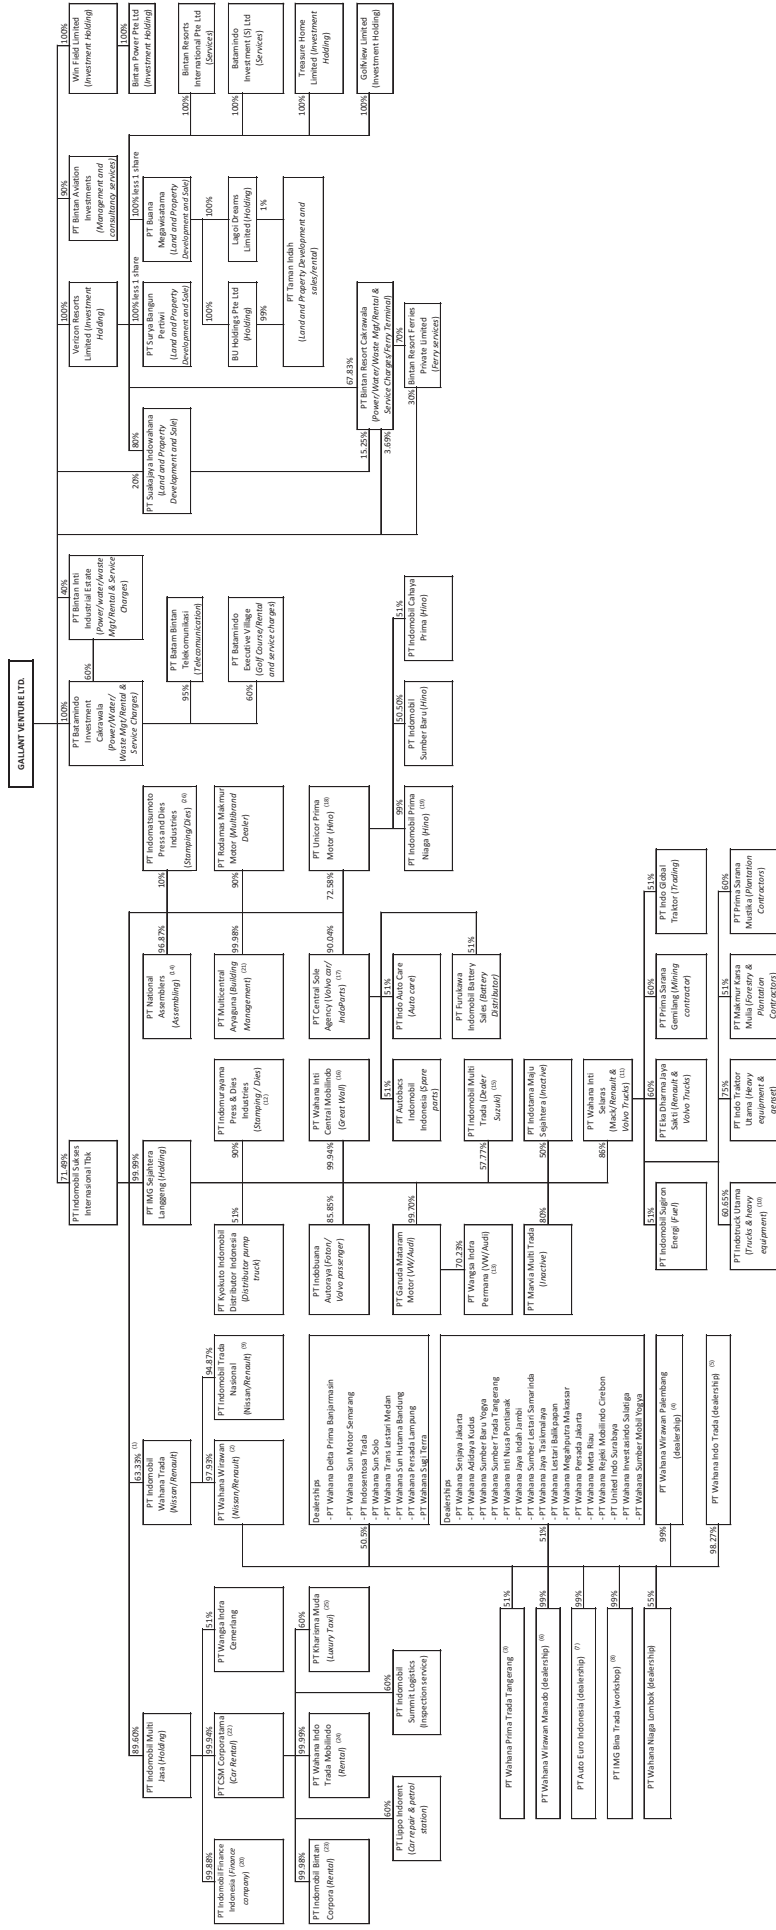 GALLANT VENTURE LTD.
71.49%
PT Indomobil Sukses
Internasional Tbk
100%
PT Batamindo
Investment
Cakrawala
(Power/Water/
Waste Mgt/Rental &
Service Charges)
60%
40%
PT Bintan Inti
Industrial Estate
(Power/water/waste
Mgt/Rental & Service
Charges)
100%
Verizon Resorts
Limited (Investment
Holding)
90%
PT Bintan Aviation
Investments
(Management and
consultancy services)
100%
Win Field Limited
(Investment Holding)
100%
Bintan Power Pte Ltd
(Investment Holding)
89.60%
PT Indomobil Multi
Jasa (Holding)
63.33% (1)
PT Indomobil
Wahana Trada
(Nissan/Renault)
99.99%
PT IMG Sejahtera
Langgeng (Holding)
96.87%
PT National
Assemblers (14)
(Assembling)
10%
PT Indomatsumoto
Press and Dies
Industries (26)
(Stamping/Dies)
95%
PT Batam Bintan
Telekomunikasi
(Telecomunication)
20%
80%
PT Suakajaya Indowahana
(Land and Property
Development and Sale)
100% less 1 share
PT Surya Bangun
Pertiwi
(Land and Property
Development and Sale)
100% less 1 share
PT Buana
Megawisatama
(Land and Property
Development and Sale)
100%
Bintan Resorts
International Pte Ltd
(Services)
99.88%
PT Indomobil Finance
Indonesia (Finance
company) (20)
99.94%
PT CSM Corporatama
(Car Rental) (22)
51%
PT Wangsa Indra
Cemerlang
97.93%
PT Wahana Wirawan
(Nissan/Renault) (2)
94.87%
PT Indomobil Trada
Nasional (9)
(Nissan/Renault)
51%
PT Kyokuto Indomobil
Distributor Indonesia
(Distributor pump
truck)
90%
PT Indomurayama
Press & Dies
Industries
(Stamping/ Dies)
(12)
99.98%
PT Multicentral
Aryaguna (Building
Management) (21)
90%
PT Rodamas Makmur
Motor (Multibrand
Dealer)
60%
PT Batamindo
Executive Village
(Golf Course/Rental
and service charges)
100%
BU Holdings Pte Ltd
(Holding)
100%
Lagoi Dreams
Limited (Holding)
100%
Batamindo
Investment (S) Ltd
(Services)
99%
1%
PT Taman Indah
(Land and Property Development and
sales/rental)
100%
Treasure Home
Limited (Investment
Holding)
99.98%
PT Indomobil Bintan
Corpora (Rental) (23)
99.99%
PT Wahana Indo
Trada Mobilindo
(Rental) (24)
60%
PT Kharisma Muda
(Luxury Taxi) (25)
50.5%
Dealerships
- PT Wahana Delta Prima Banjarmasin
- PT Wahana Sun Motor Semarang
- PT Indosentosa Trada
- PT Wahana Sun Solo
- PT Wahana Trans Lestari Medan
- PT Wahana Sun Hutama Bandung
- PT Wahana Persada Lampung
- PT Wahana Sugi Terra
85.85%
PT Indobuana
Autoraya (Foton/
Volvo passenger)
99.94%
PT Wahana Inti
Central Mobilindo (16)
(Great Wall)
90.04%
PT Central Sole
Agency (Volvo car/
IndoParts) (17)
72.58%
PT Unicor Prima
Motor (Hino) (18)
15.25%
3.69%
67.83%
PT Bintan Resort Cakrawala
(Power/Water/Waste Mgt/Rental &
Service Charges/Ferry Terminal)
100%
Golfview Limited
(Investment Holding)
60%
PT Lippo Indorent
(Car repair & petrol
station)
60%
PT Indomobil
Summit Logistics
(Inspection service)
99.70%
PT Garuda Mataram
Motor (VW/Audi)
51%
PT Autobacs
Indomobil
Indonesia (Spare
parts)
51%
PT Indo Auto Care
(Auto care)
99%
PT Indomobil Prima
Niaga (Hino) (19)
50.50%
PT Indomobil
Sumber Baru (Hino)
51%
PT Indomobil Cahaya
Prima (Hino)
30%
70%
Bintan Resort Ferries
Private Limited
(Ferry services)
51%
Dealerships
- PT Wahana Senjaya Jakarta
- PT Wahana Adidaya Kudus
- PT Wahana Sumber Baru Yogya
- PT Wahana Sumber Trada Tangerang
- PT Wahana Inti Nusa Pontianak
- PT Wahana Jaya Indah Jambi
- PT Wahana Sumber Lestari Samarinda
- PT Wahana Jaya Tasikmalaya
- PT Wahana Lestari Balikpapan
- PT Wahana Megahputra Makassar
- PT Wahana Persada Jakarta
- PT Wahana Meta Riau
- PT Wahana Rejeki Mobilindo Cirebon
- PT United Indo Surabaya
- PT Wahana Investasindo Salatiga
- PT Wahana Sumber Mobil Yogya
70.23%
PT Wangsa Indra
Permana (VW/Audi)
(13)
57.77%
PT Indomobil Multi
Trada (Dealer
Suzuki) (15)
51%
PT Furukawa
Indomobil Battery
Sales (Battery
Distributor)
51%
PT Wahana Prima Trada Tangerang (3)
99%
PT Wahana Wirawan Manado (dealership) (6)
80%
PT Marvia Multi Trada
(Inactive)
50%
PT Indotama Maju
Sejahtera (Inactive)
99%
PT Auto Euro Indonesia (dealership) (7)
86%
PT Wahana Inti
Selaras (11)
(Mack/Renault &
Volvo Trucks)
99%
PT IMG Bina Trada (workshop) (8)
55%
PT Wahana Niaga Lombok (dealership)
99%
PT Wahana Wirawan Palembang
(dealership) (4)
98.27%
PT Wahana Indo Trada (dealership) (5)
51%
PT Indomobil Sugiron
Energi (Fuel)
60%
PT Eka Dharma Jaya
Sakti (Renault &
Volvo Trucks)
60%
PT Prima Sarana
Gemilang (Mining
contractor)
51%
PT Indo Global
Traktor (Trading)
60.65%
PT Indotruck Utama
(Trucks & heavy
equipment) (10)
75%
PT Indo Traktor
Utama (Heavy
equipment &
genset)
51%
PT Makmur Karsa
Mulia (Forestry &
Plantation
Contractors)
60%
PT Prima Sarana
Mustika (Plantation
Contractors)